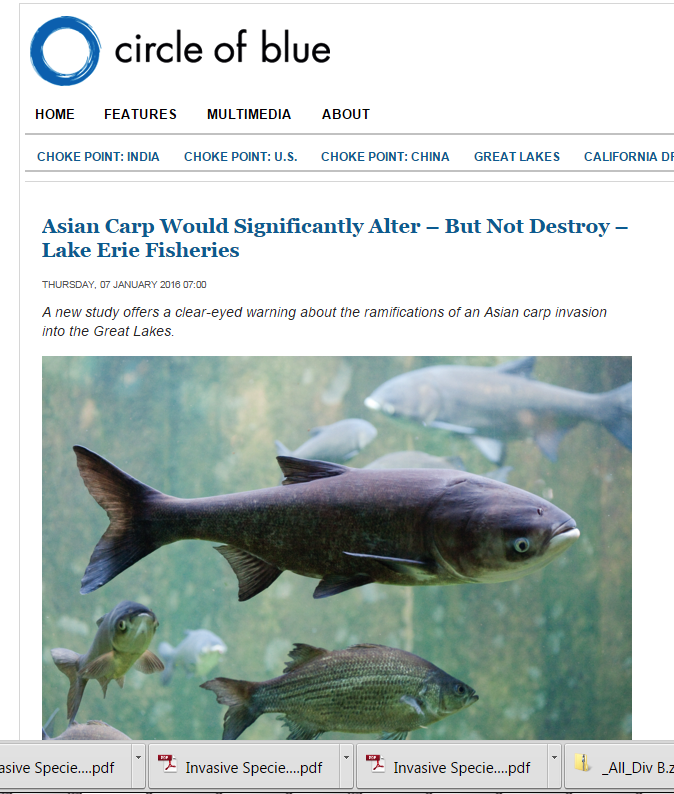 circle of blue
HOME FEATURES MULTIMEDIA ABOUT
CHOKE POINT: INDIA CHOKE POINT: U.S. CHOKE POINT: CHINA GREAT LAKES CALIFORNIA DR
Asian Carp Would Significantly Alter – But Not Destroy –
Lake Erie Fisheries
THURSDAY, 07 JANUARY 2016 07:00
A new study offers a clear-eyed warning about the ramifications of an Asian carp invasion
into the Great Lakes.
asive Specie....pdf Invasive Specie....pdf Invasive Specie....pdf _All_Div B.z